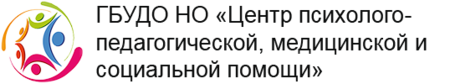 ГБУДО НО «Центр психолого-
педагогической, медицинской и
социальной помощи»